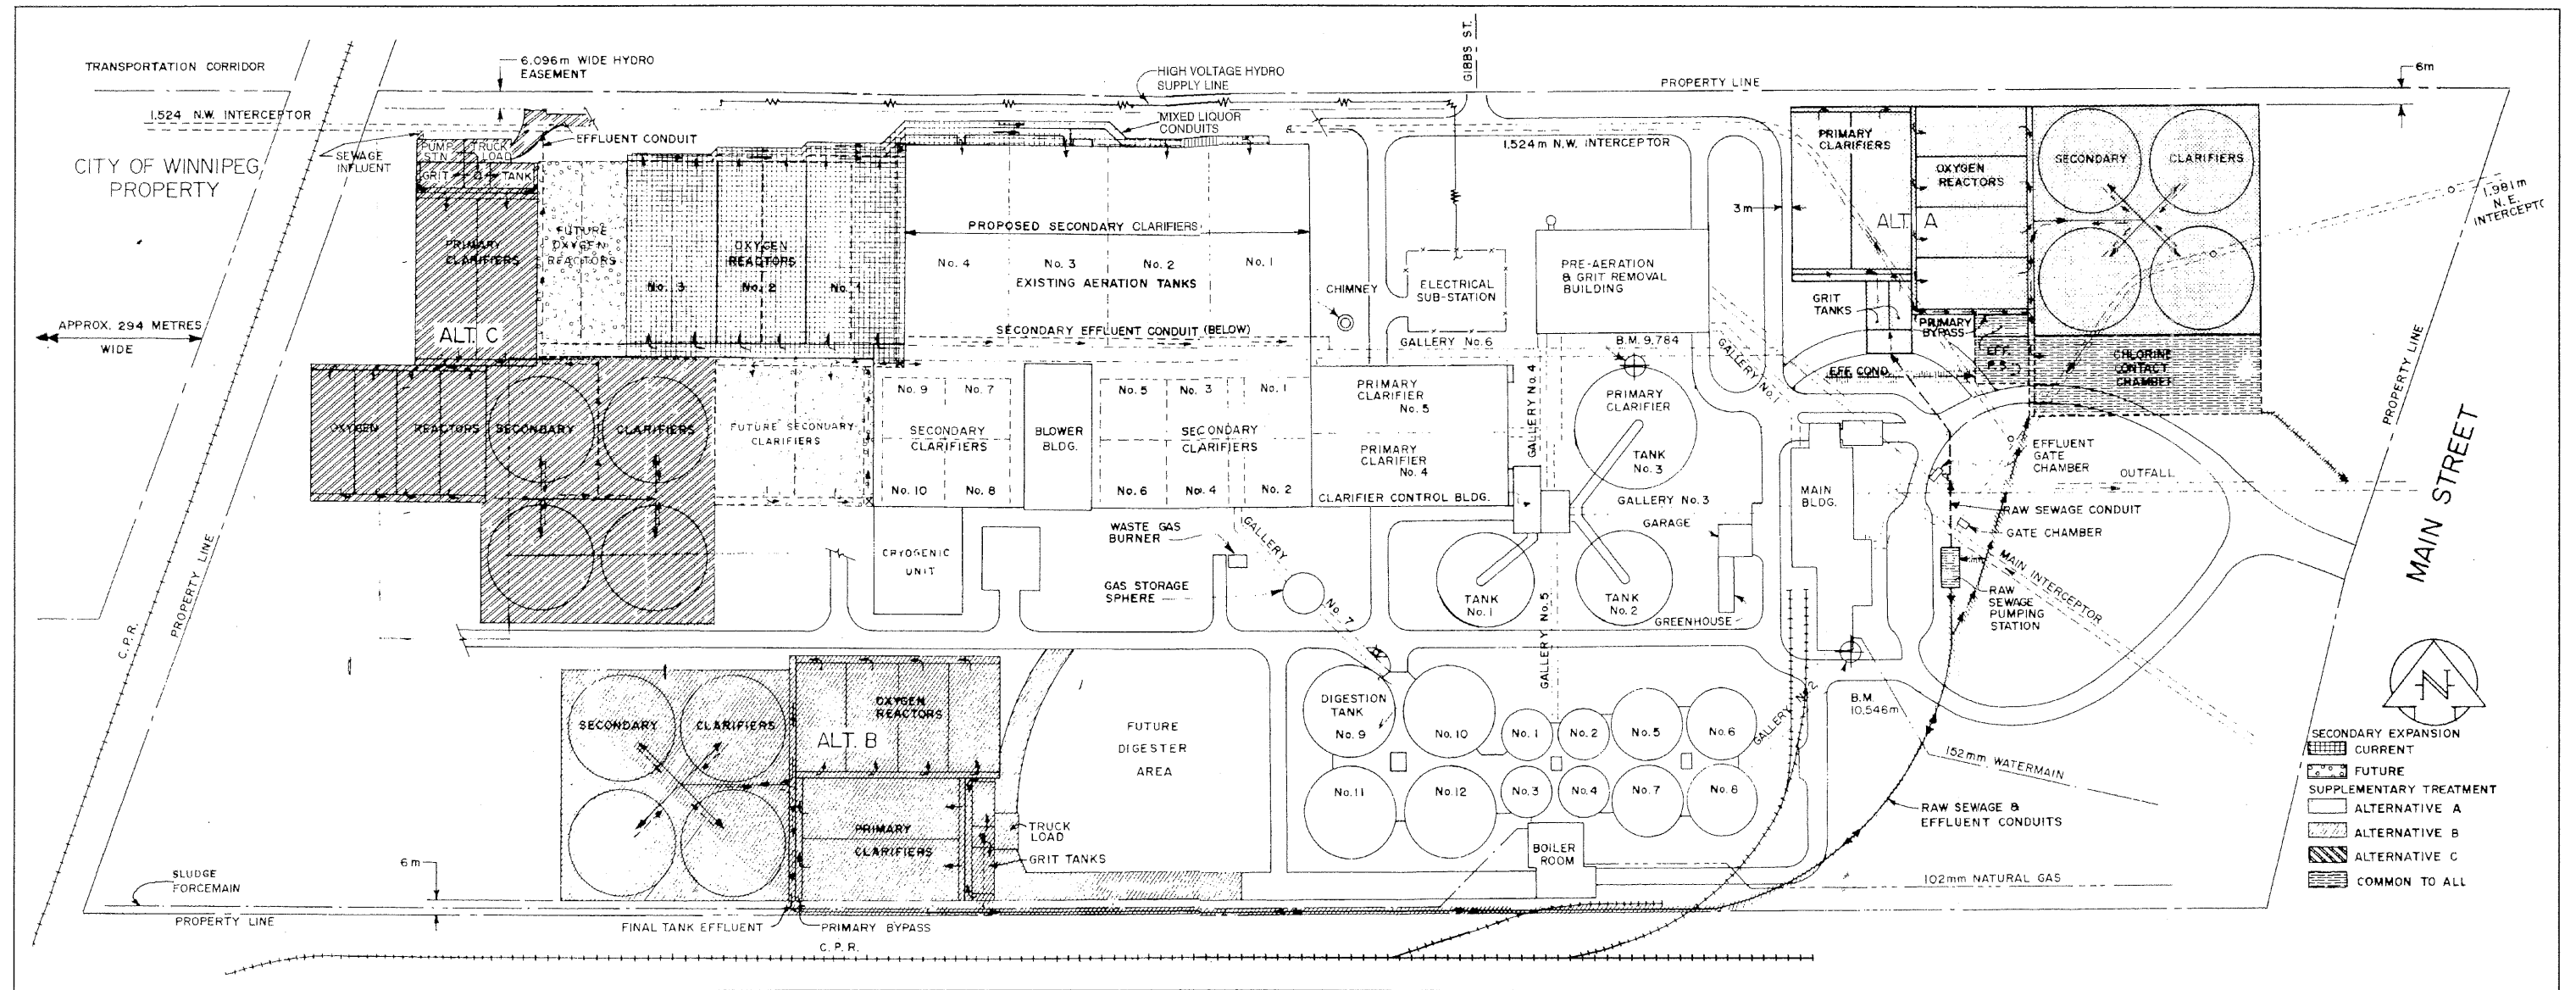 GIBBS ST.
TRANSPORTATION CORRIDOR
6.096m WIDE HYDRO
EASEMENT
HIGH VOLTAGE HYDRO
SUPPLY LINE
PROPERTY LINE
6m
1.524 N.W. INTERCEPTOR
EFFLUENT CONDUIT
MIXED LIQUOR
CONDUITS
1.524m N.W. INTERCEPTOR
CITY OF WINNIPEG
PROPERTY
SEWAGE
INFLUENT
PUMP
STN
TRUCK
LOAD
GRIT
TANK
PRIMARY
CLARIFIERS
ALT. C
FUTURE
OXYGEN
REACTORS
OXYGEN
REACTORS
No. 3
No. 2
No. 1
PROPOSED SECONDARY CLARIFIERS
No. 4
No. 3
No. 2
No. 1
EXISTING AERATION TANKS
SECONDARY EFFLUENT CONDUIT (BELOW)
CHIMNEY
ELECTRICAL
SUB-STATION
GALLERY No. 6
PRE-AERATION
& GRIT REMOVAL
BUILDING
3m
PRIMARY
CLARIFIERS
OXYGEN
REACTORS
ALT. A
SECONDARY
CLARIFIERS
1.981m
N.E.
INTERCEPTO
GRIT
TANKS
PRIMARY
BYPASS
EFF.
P.S.
CHLORINE
CONTACT
CHAMBER
EFF. COND.
PROPERTY LINE
MAIN STREET
APPROX. 294 METRES
WIDE
OXYGEN
REACTORS
SECONDARY
CLARIFIERS
FUTURE SECONDARY
CLARIFIERS
No. 9
No. 7
SECONDARY
CLARIFIERS
No. 10
No. 8
BLOWER
BLDG.
No. 5
No. 3
No. 1
SECONDARY
CLARIFIERS
No. 6
No. 4
No. 2
PRIMARY
CLARIFIER
No. 5
PRIMARY
CLARIFIER
No. 4
CLARIFIER CONTROL BLDG.
GALLERY No. 4
B.M. 9.784
PRIMARY
CLARIFIER
TANK
No. 3
GALLERY No. 1
GALLERY No. 3
GARAGE
MAIN
BLDG.
EFFLUENT
GATE
CHAMBER
OUTFALL
RAW SEWAGE CONDUIT
GATE CHAMBER
MAIN INTERCEPTOR
RAW
SEWAGE
PUMPING
STATION
CRYOGENIC
UNIT
WASTE GAS
BURNER
GALLERY
No. 7
GAS STORAGE
SPHERE
TANK
No. 1
TANK
No. 2
GREENHOUSE
GALLERY No. 5
C.P.R.
PROPERTY LINE
SECONDARY
CLARIFIERS
OXYGEN
REACTORS
ALT. B
PRIMARY
CLARIFIERS
TRUCK
LOAD
GRIT TANKS
FUTURE
DIGESTER
AREA
DIGESTION
TANK
No. 9
No. 10
No. 1
No. 2
No. 5
No. 6
No. 11
No. 12
No. 3
No. 4
No. 7
No. 8
GALLERY No. 2
BOILER
ROOM
B.M.
10.546m
152mm WATERMAIN
RAW SEWAGE &
EFFLUENT CONDUITS
102mm NATURAL GAS
N
SECONDARY EXPANSION
CURRENT
FUTURE
SUPPLEMENTARY TREATMENT
ALTERNATIVE A
ALTERNATIVE B
ALTERNATIVE C
COMMON TO ALL
SLUDGE
FORCEMAIN
6m
PROPERTY LINE
FINAL TANK EFFLUENT
PRIMARY BYPASS
C. P. R.